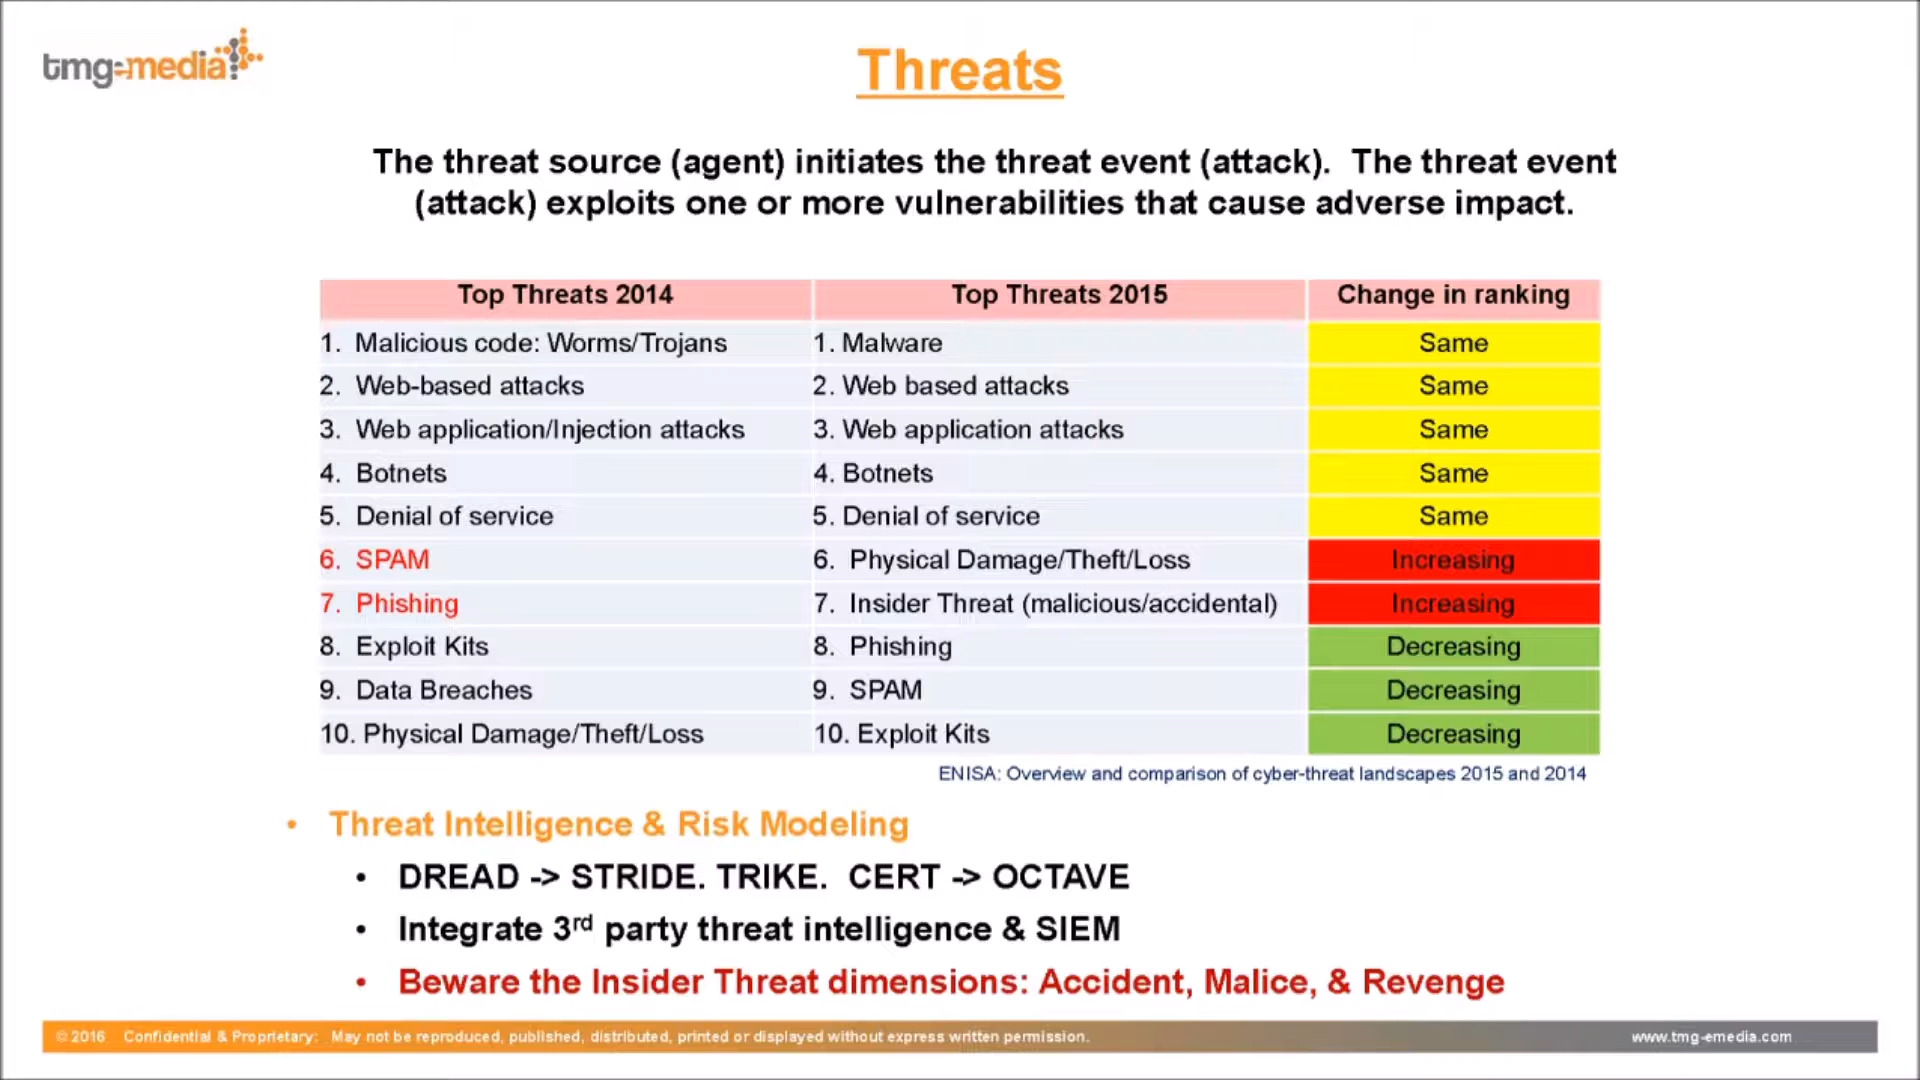 tmg-emedia
Threats
The threat source (agent) initiates the threat event (attack).  The threat event
(attack) exploits one or more vulnerabilities that cause adverse impact.
Top Threats 2014 Top Threats 2015 Change in ranking
1. Malicious code: Worms/Trojans 1. Malware Same
2. Web-based attacks 2. Web based attacks Same
3. Web application/Injection attacks 3. Web application attacks Same
4. Botnets 4. Botnets Same
5. Denial of service 5. Denial of service Same
6. SPAM 6. Physical Damage/Theft/Loss Increasing
7. Phishing 7. Insider Threat (malicious/accidental) Increasing
8. Exploit Kits 8. Phishing Decreasing
9. Data Breaches 9. SPAM Decreasing
10. Physical Damage/Theft/Loss 10. Exploit Kits Decreasing
ENISA: Overview and comparison of cyber-threat landscapes 2015 and 2014
• Threat Intelligence & Risk Modeling
• DREAD -> STRIDE. TRIKE.  CERT -> OCTAVE
• Integrate 3rd party threat intelligence & SIEM
• Beware the Insider Threat dimensions: Accident, Malice, & Revenge
© 2016 Confidential & Proprietary: May not be reproduced, published, distributed, printed or displayed without express written permission. www.tmg-emedia.com